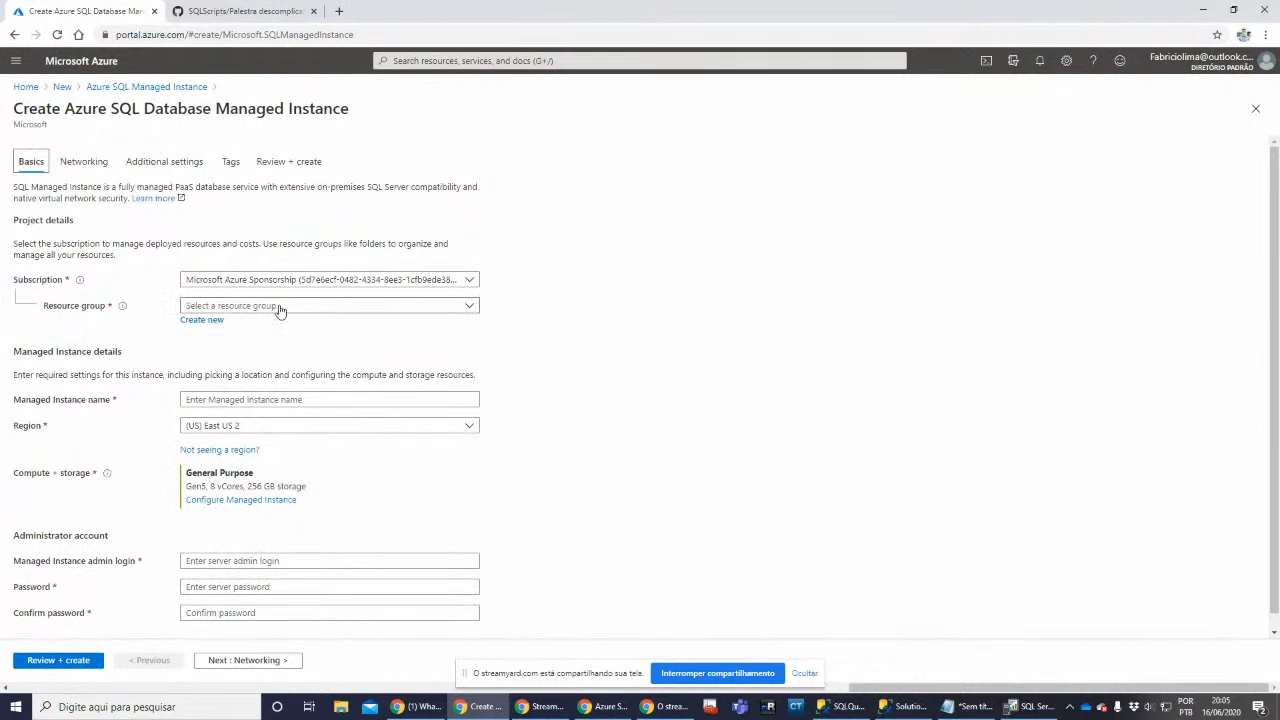 Create Azure SQL Database Mana
SQLScripts/Palestra descomplica
portal.azure.com/#create/Microsoft.SQLManagedInstance
Microsoft Azure
Search resources, services, and docs (G+/)
Fabriciolima@outlook.c...
DIRETÓRIO PADRÃO
Home > New > Azure SQL Managed Instance >
Create Azure SQL Database Managed Instance
Microsoft
Basics Networking Additional settings Tags Review + create
SQL Managed Instance is a fully managed PaaS database service with extensive on-premises SQL Server compatibility and
native virtual network security. Learn more
Project details
Select the subscription to manage deployed resources and costs. Use resource groups like folders to organize and
manage all your resources.
Subscription * Microsoft Azure Sponsorship (5d7e6ecf-0482-4334-8ee3-1cfb9ede38...
Resource group * Select a resource group
Create new
Managed Instance details
Enter required settings for this instance, including picking a location and configuring the compute and storage resources.
Managed Instance name * Enter Managed Instance name
Region * (US) East US 2
Not seeing a region?
Compute + storage * General Purpose
Gen5, 8 vCores, 256 GB storage
Configure Managed Instance
Administrator account
Managed Instance admin login * Enter server admin login
Password * Enter server password
Confirm password * Confirm password
Review + create < Previous Next : Networking >
O streamyard.com está compartilhando sua tela. Interromper compartilhamento Ocultar
Digite aqui para pesquisar
(1) Wha... Create ... Stream... Azure S... O strea... SQLQu... Solution... *Sem tí... SQL Ser...
POR
PTB
20:05
16/06/2020